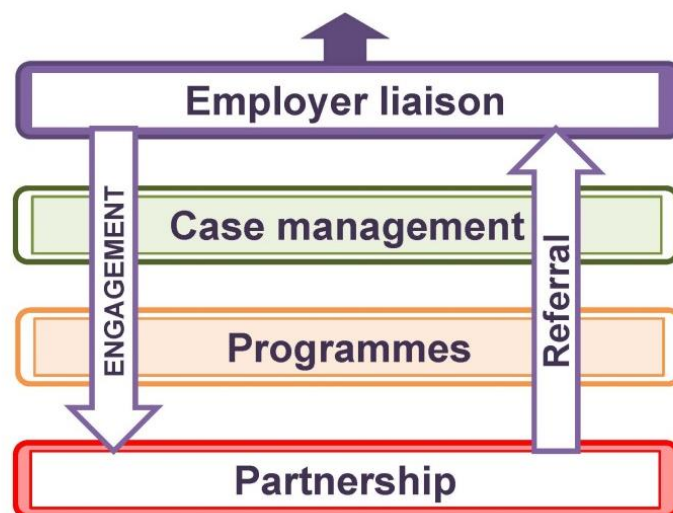 Employer liaison
ENGAGEMENT
Case management
Referral
Programmes
Partnership